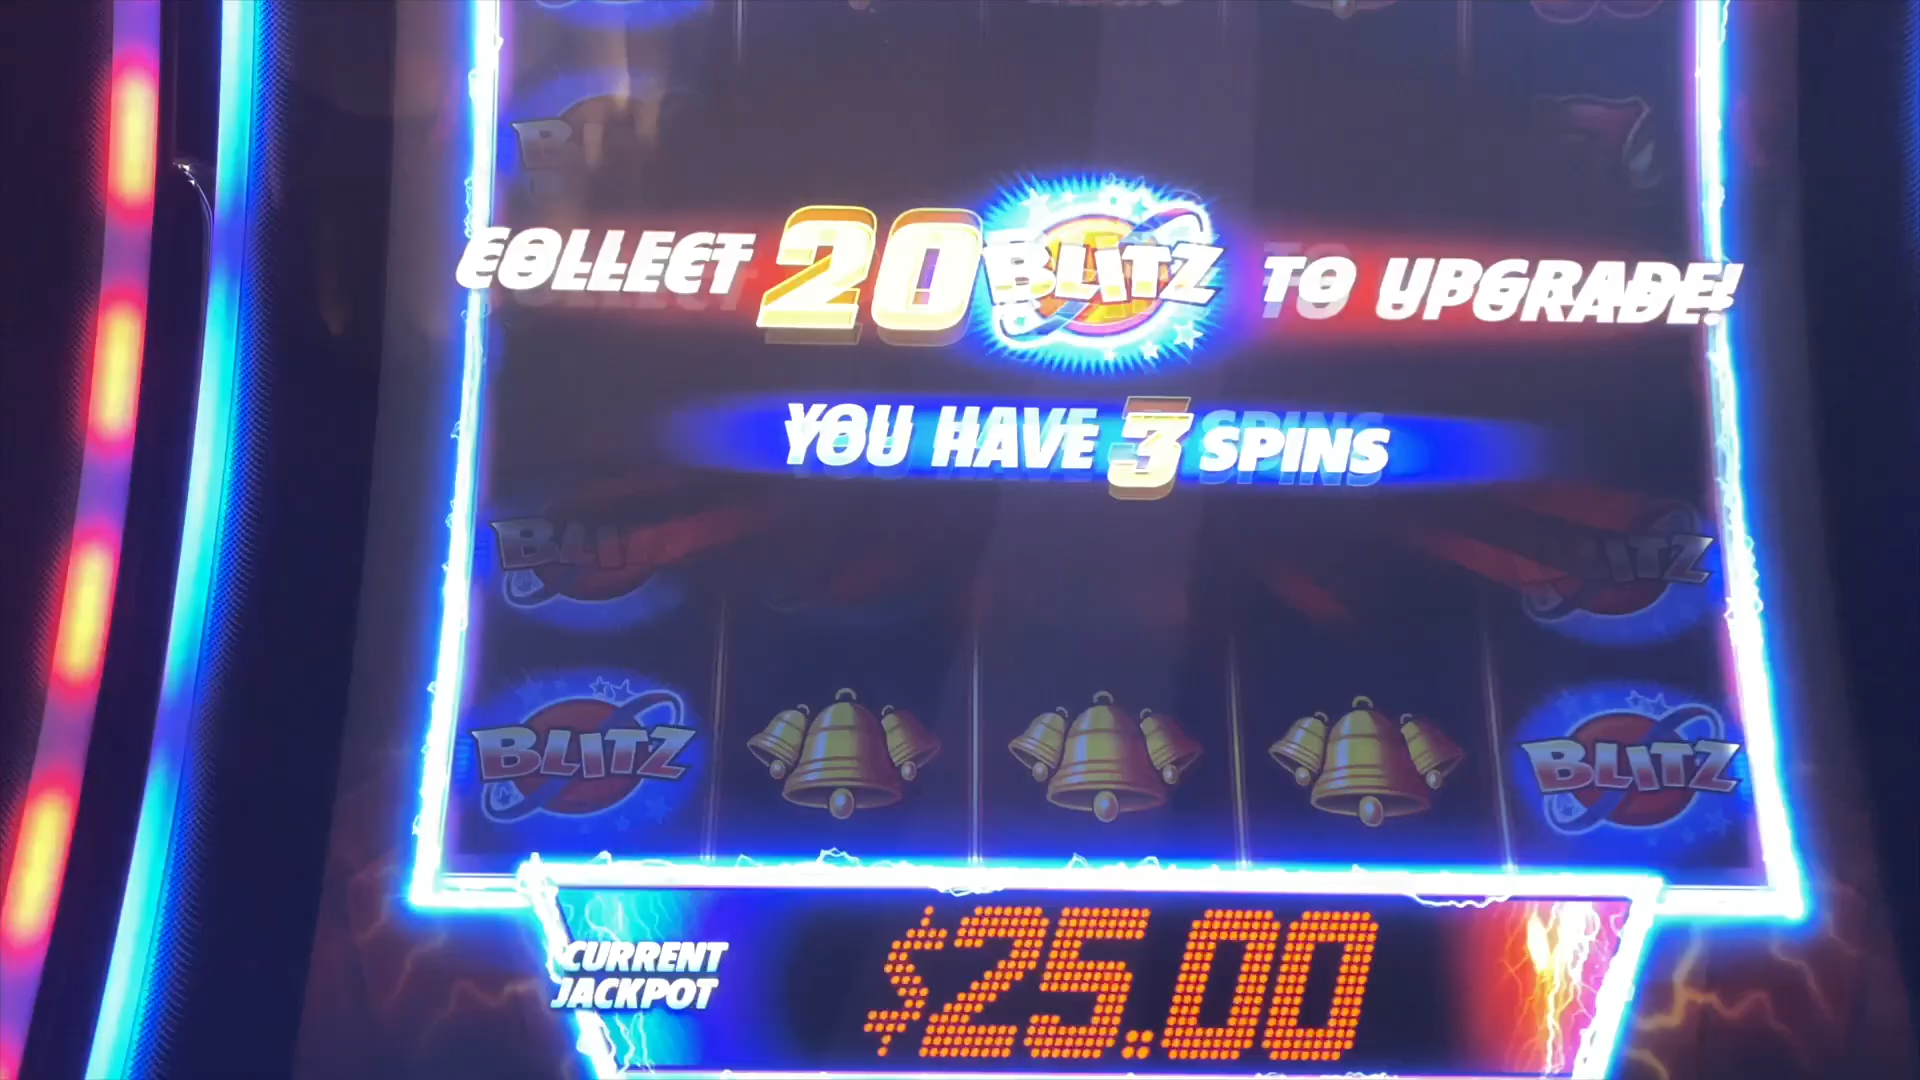 COLLECT 20 BLITZ TO UPGRADE!
YOU HAVE 3 SPINS
BLITZ BLITZ
BLITZ BLITZ
CURRENT
JACKPOT
$25.00